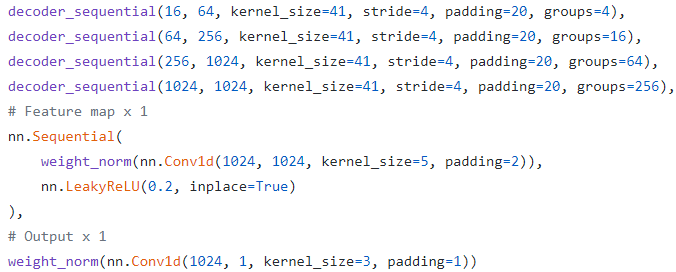 decoder_sequential(16, 64, kernel_size=41, stride=4, padding=20, groups=4),
decoder_sequential(64, 256, kernel_size=41, stride=4, padding=20, groups=16),
decoder_sequential(256, 1024, kernel_size=41, stride=4, padding=20, groups=64),
decoder_sequential(1024, 1024, kernel_size=41, stride=4, padding=20, groups=256),
# Feature map x 1
nn.Sequential(
    weight_norm(nn.Conv1d(1024, 1024, kernel_size=5, padding=2)),
    nn.LeakyReLU(0.2, inplace=True)
),
# Output x 1
weight_norm(nn.Conv1d(1024, 1, kernel_size=3, padding=1))